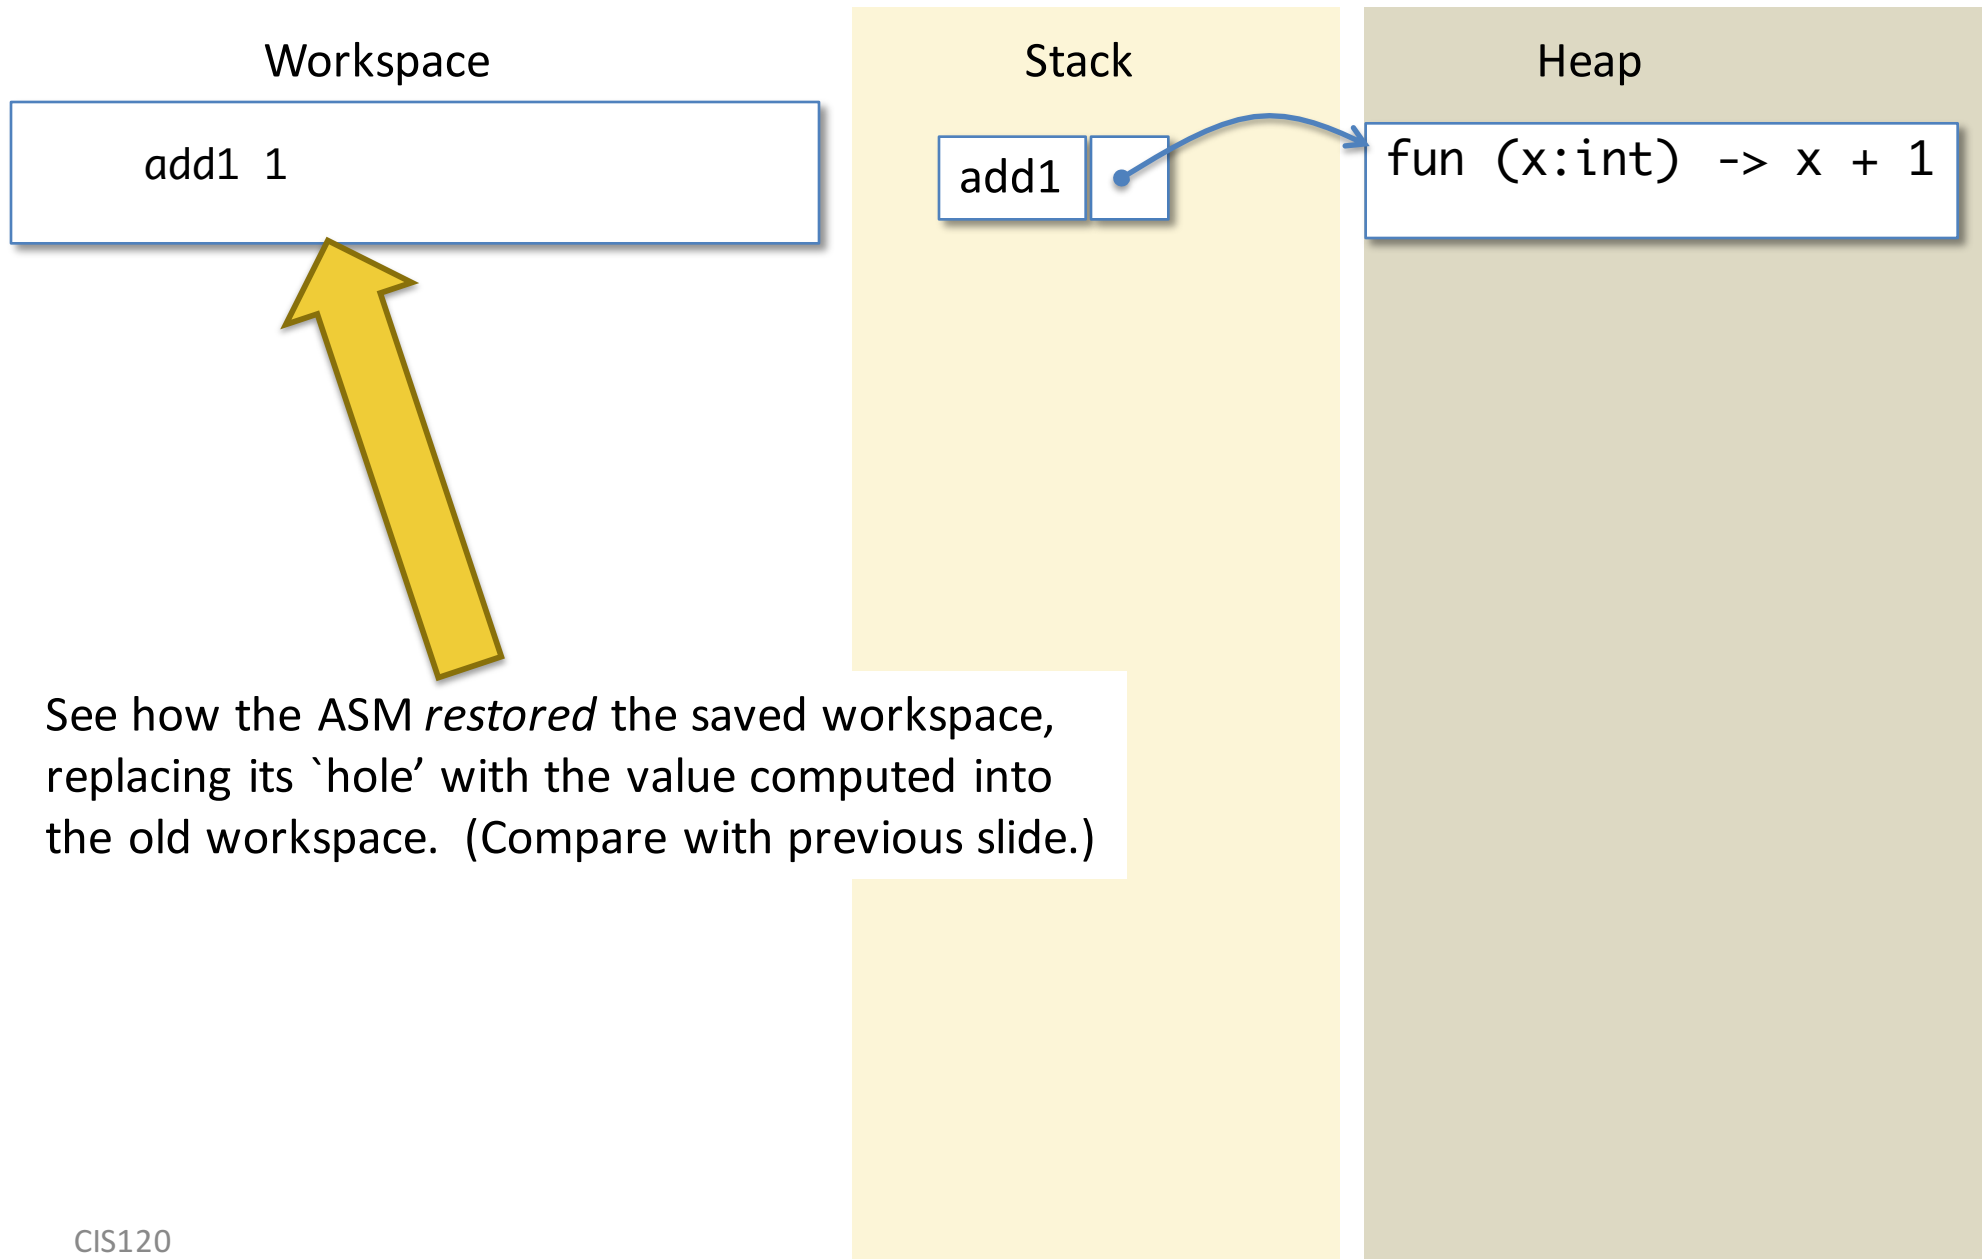 Workspace
Stack
Heap
add1 1
add1
fun (x:int) -> x + 1
See how the ASM restored the saved workspace,
replacing its `hole’ with the value computed into
the old workspace.  (Compare with previous slide.)
CIS120